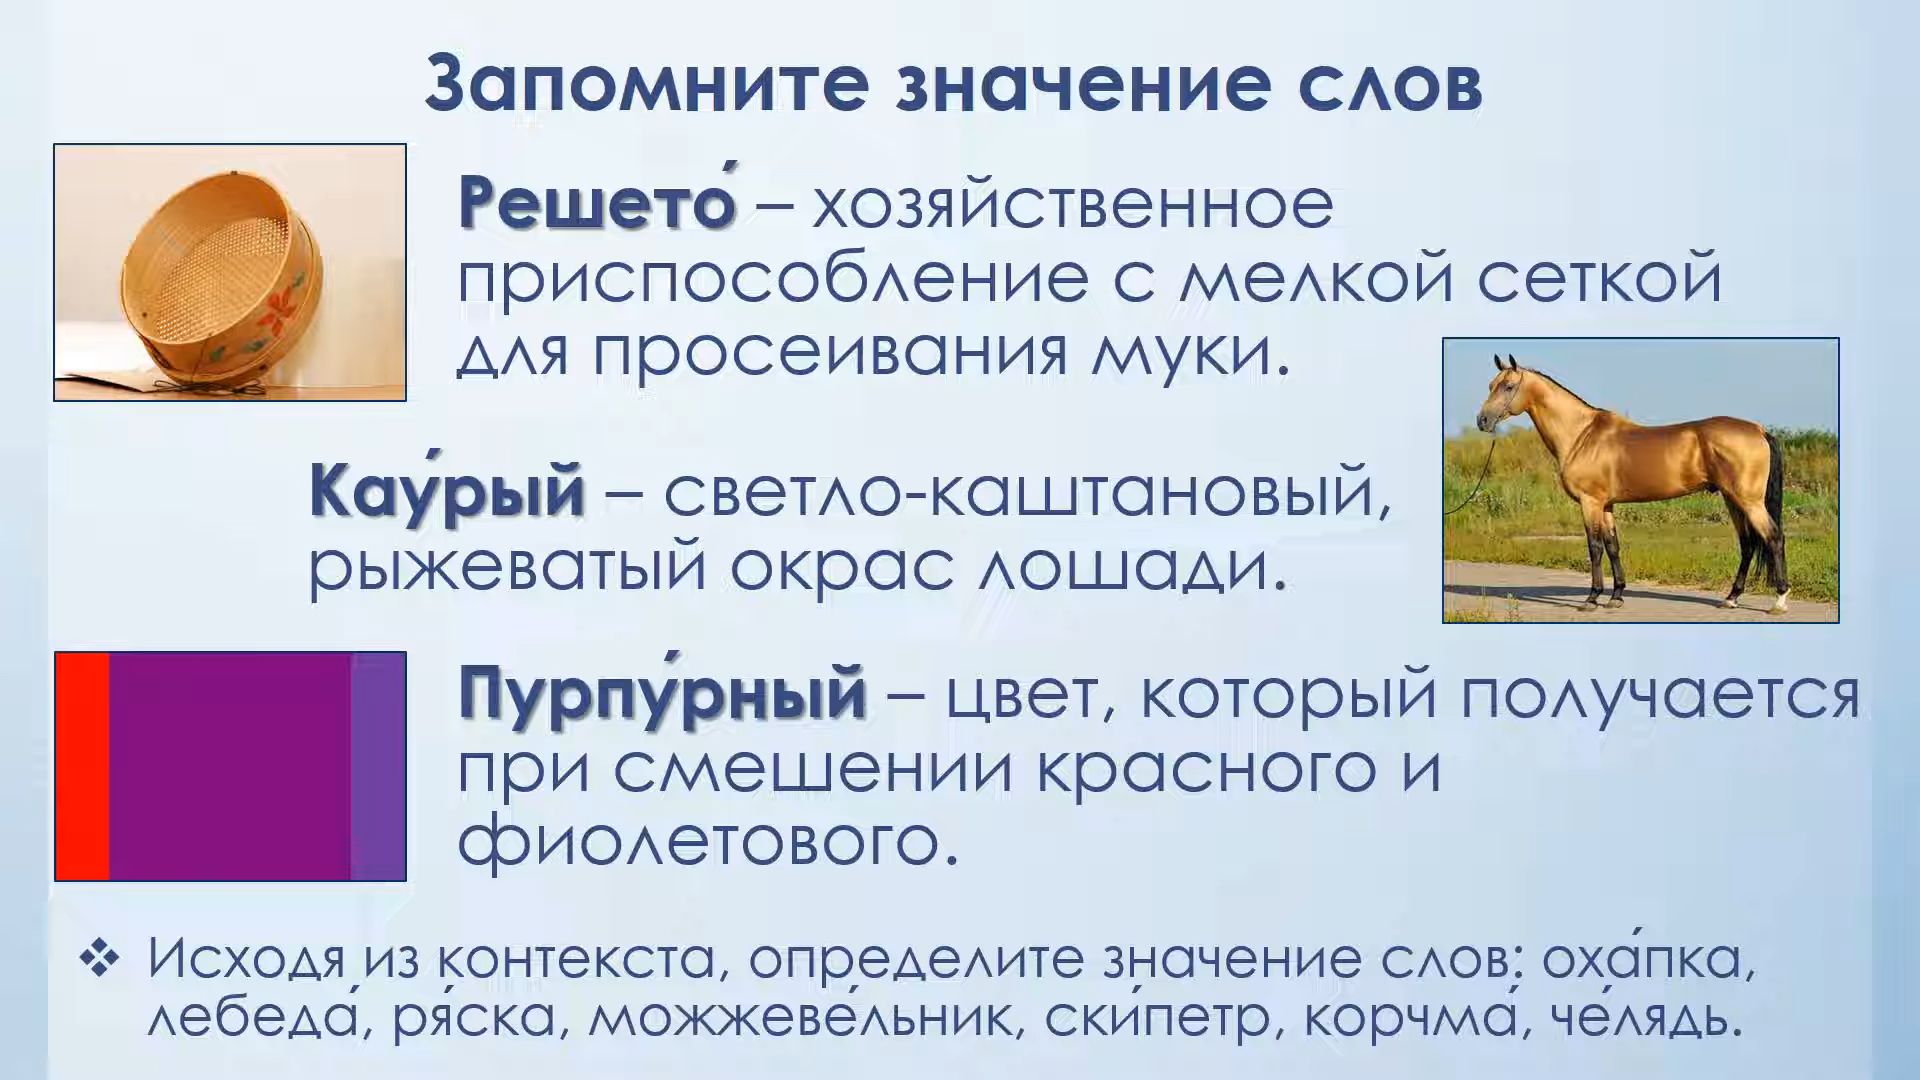 Запомните значение слов
Решето́ – хозяйственное
приспособление с мелкой сеткой
для просеивания муки.
Кау́рый – светло-каштановый,
рыжеватый окрас лошади.
Пурпу́рный – цвет, который получается
при смешении красного и
фиолетового.
❖ Исходя из контекста, определите значение слов: оха́пка,
лебеда́, ря́ска, можжеве́льник, ски́петр, корчма́, че́лядь.